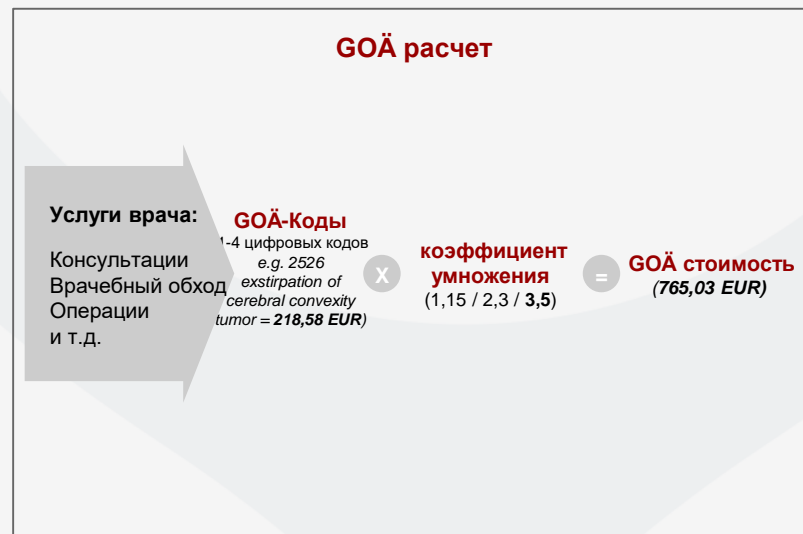 GOÄ расчет
Услуги врача:
Консультации
Врачебный обход
Операции
и т.д.
GOÄ-Коды
1-4 цифровых кодов
e.g. 2526
exstirpation of
cerebral convexity
tumor = 218,58 EUR)
X
коэффициент
умножения
(1,15 / 2,3 / 3,5)
=
GOÄ стоимость
(765,03 EUR)